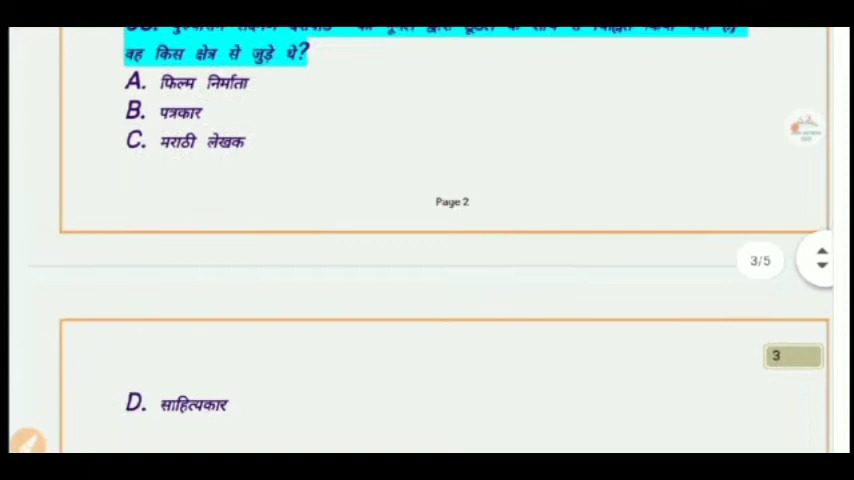 वह किस क्षेत्र से जुड़े थे?
A. फिल्म निर्माता
B. पत्रकार
C. मराठी लेखक
Page 2
3/5
3
D. साहित्यकार